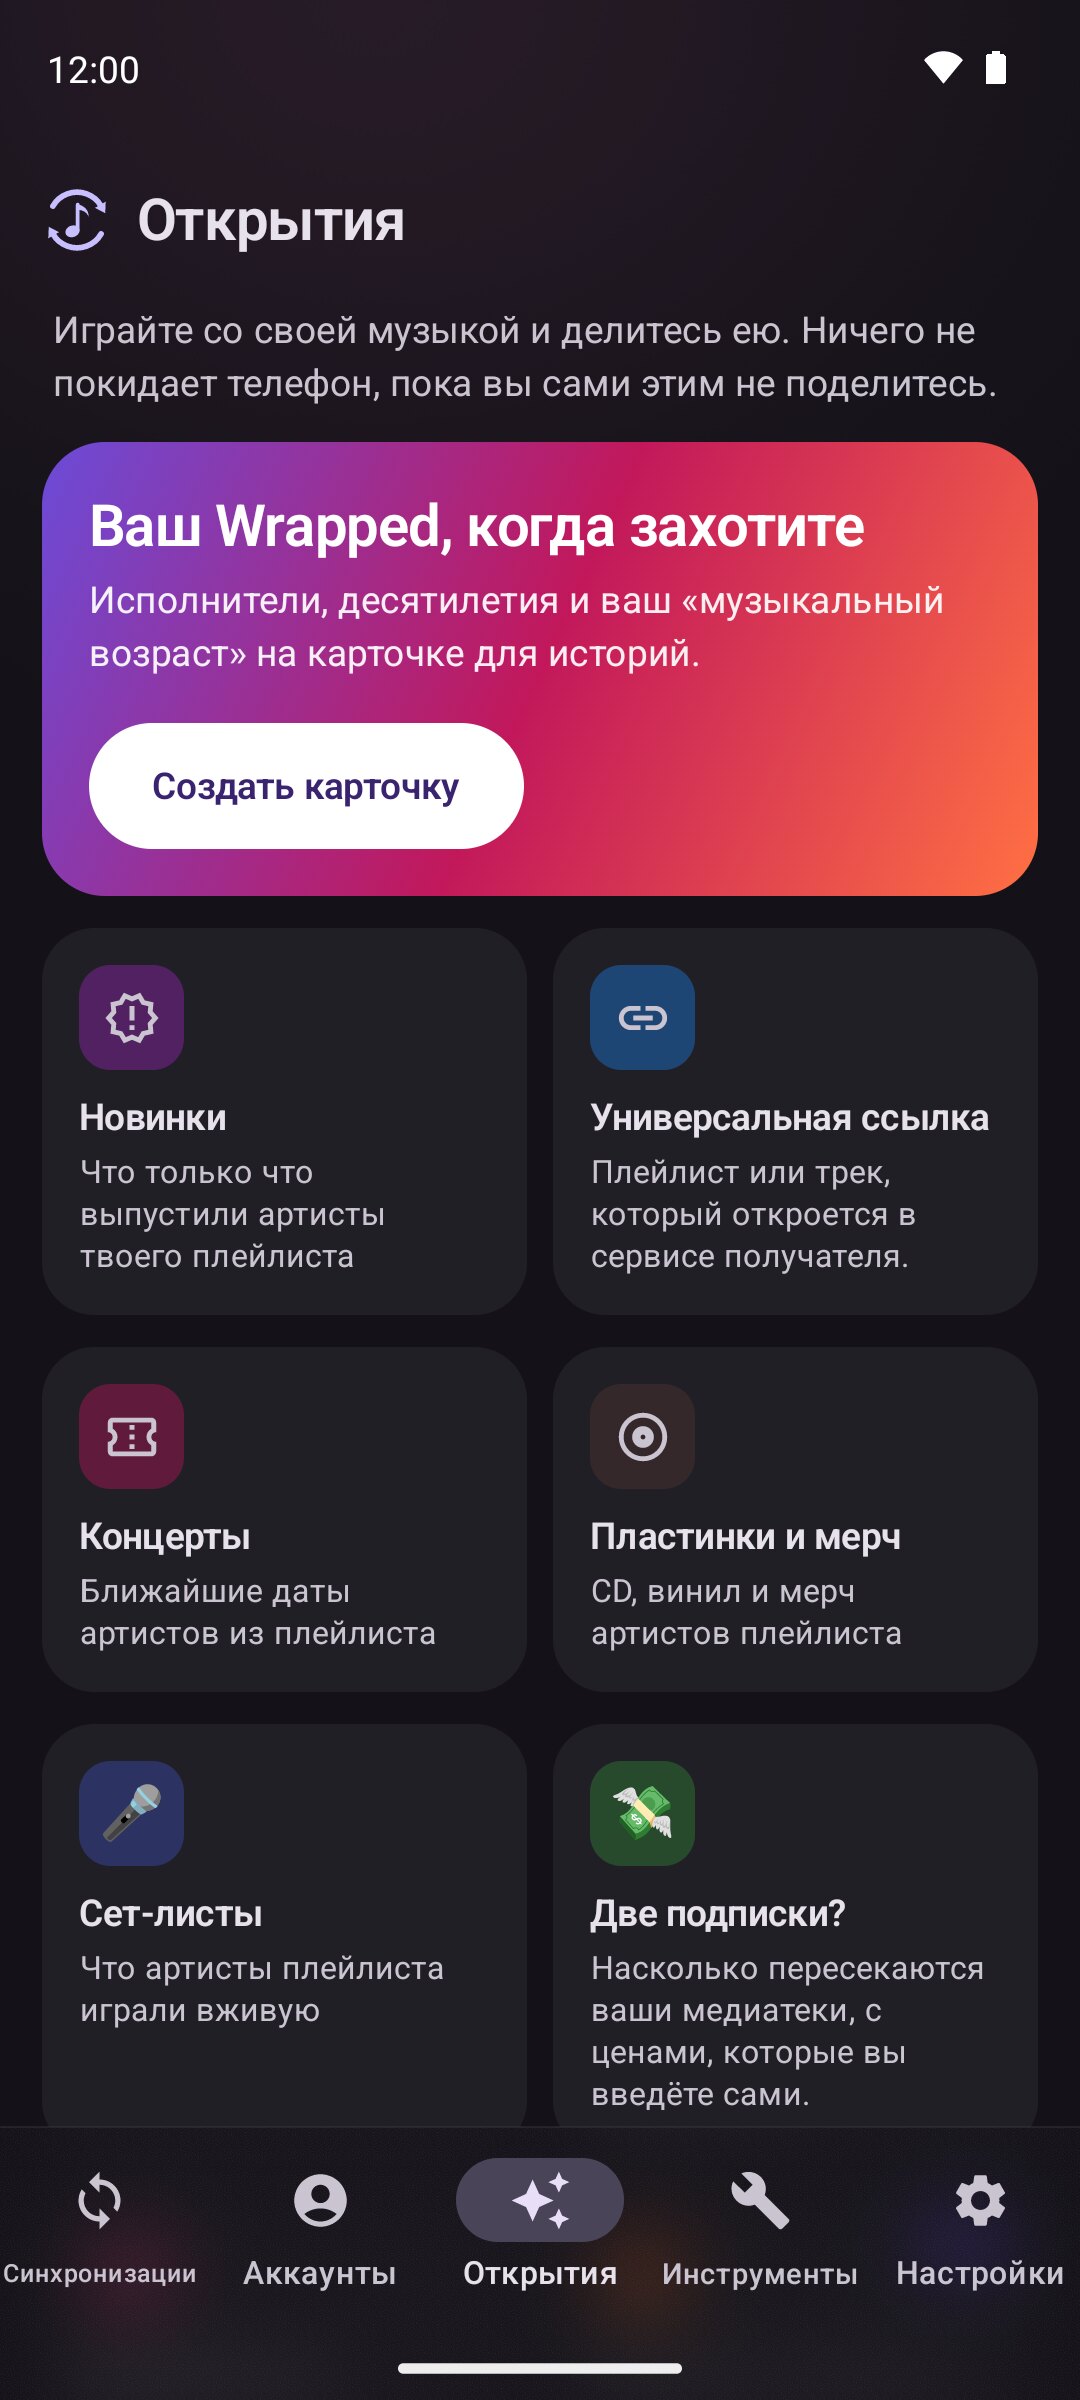 12:00
Открытия
Играйте со своей музыкой и делитесь ею. Ничего не
покидает телефон, пока вы сами этим не поделитесь.
Ваш Wrapped, когда захотите
Исполнители, десятилетия и ваш «музыкальный
возраст» на карточке для историй.
Создать карточку
Новинки
Что только что
выпустили артисты
твоего плейлиста
Универсальная ссылка
Плейлист или трек,
который откроется в
сервисе получателя.
Концерты
Ближайшие даты
артистов из плейлиста
Пластинки и мерч
CD, винил и мерч
артистов плейлиста
Сет-листы
Что артисты плейлиста
играли вживую
Две подписки?
Насколько пересекаются
ваши медиатеки, с
ценами, которые вы
введёте сами.
Синхронизации
Аккаунты
Открытия
Инструменты
Настройки